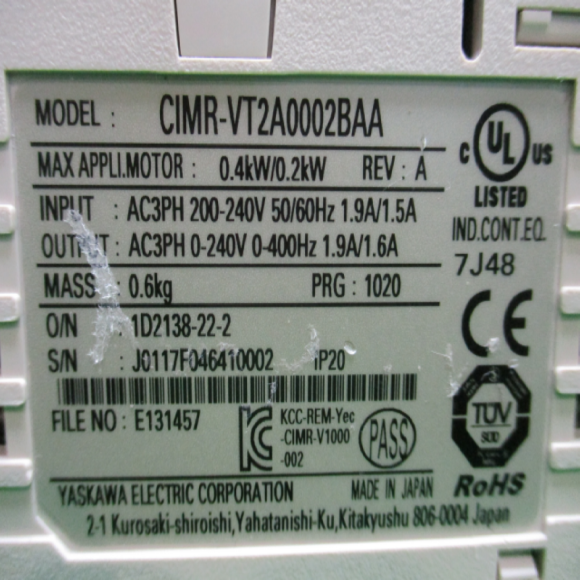 MODEL : CIMR-VT2A0002BAA
MAX APPLI.MOTOR : 0.4kW/0.2kW REV : A
INPUT : AC3PH 200-240V 50/60Hz 1.9A/1.5A
OUTPUT : AC3PH 0-240V 0-400Hz 1.9A/1.6A
MASS : 0.6kg PRG : 1020
O/N : 1D2138-22-2
S/N : J0117F046410002 IP20
FILE NO : E131457
KCC-REM-Yec
-CIMR-V1000
-002
PASS
C UL US
LISTED
IND.CONT.EQ.
7J48
CE
TÜV
SÜD
RoHS
YASKAWA ELECTRIC CORPORATION MADE IN JAPAN
2-1 Kurosaki-shiroishi,Yahatanishi-Ku,Kitakyushu 806-0004 Japan